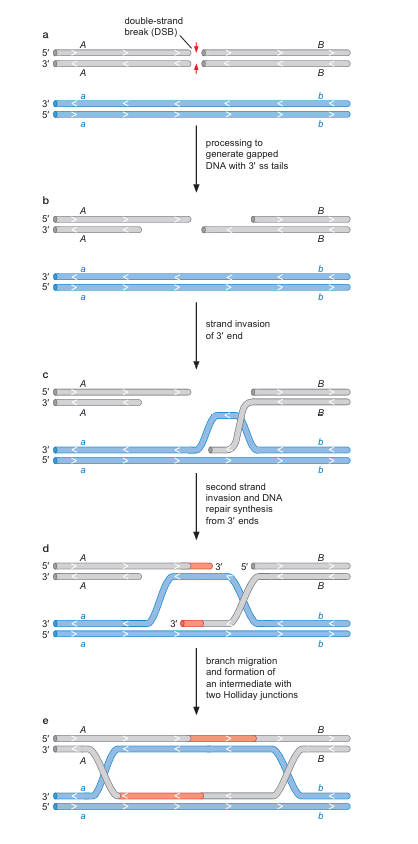 double-strand
break (DSB)
a
A
B
5′
3′
A
B
a
b
3′
5′
a
b
processing to
generate gapped
DNA with 3′ ss tails
b
A
B
5′
3′
A
B
a
b
3′
5′
a
b
strand invasion
of 3′ end
c
A
B
5′
3′
A
B
3′
5′
a
b
a
b
second strand
invasion and DNA
repair synthesis
from 3′ ends
d
A
B
5′
3′
5′
3′
A
B
a
b
3′
3′
5′
a
b
branch migration
and formation of
an intermediate with
two Holliday junctions
e
A
B
5′
3′
A
B
a
b
3′
5′
a
b